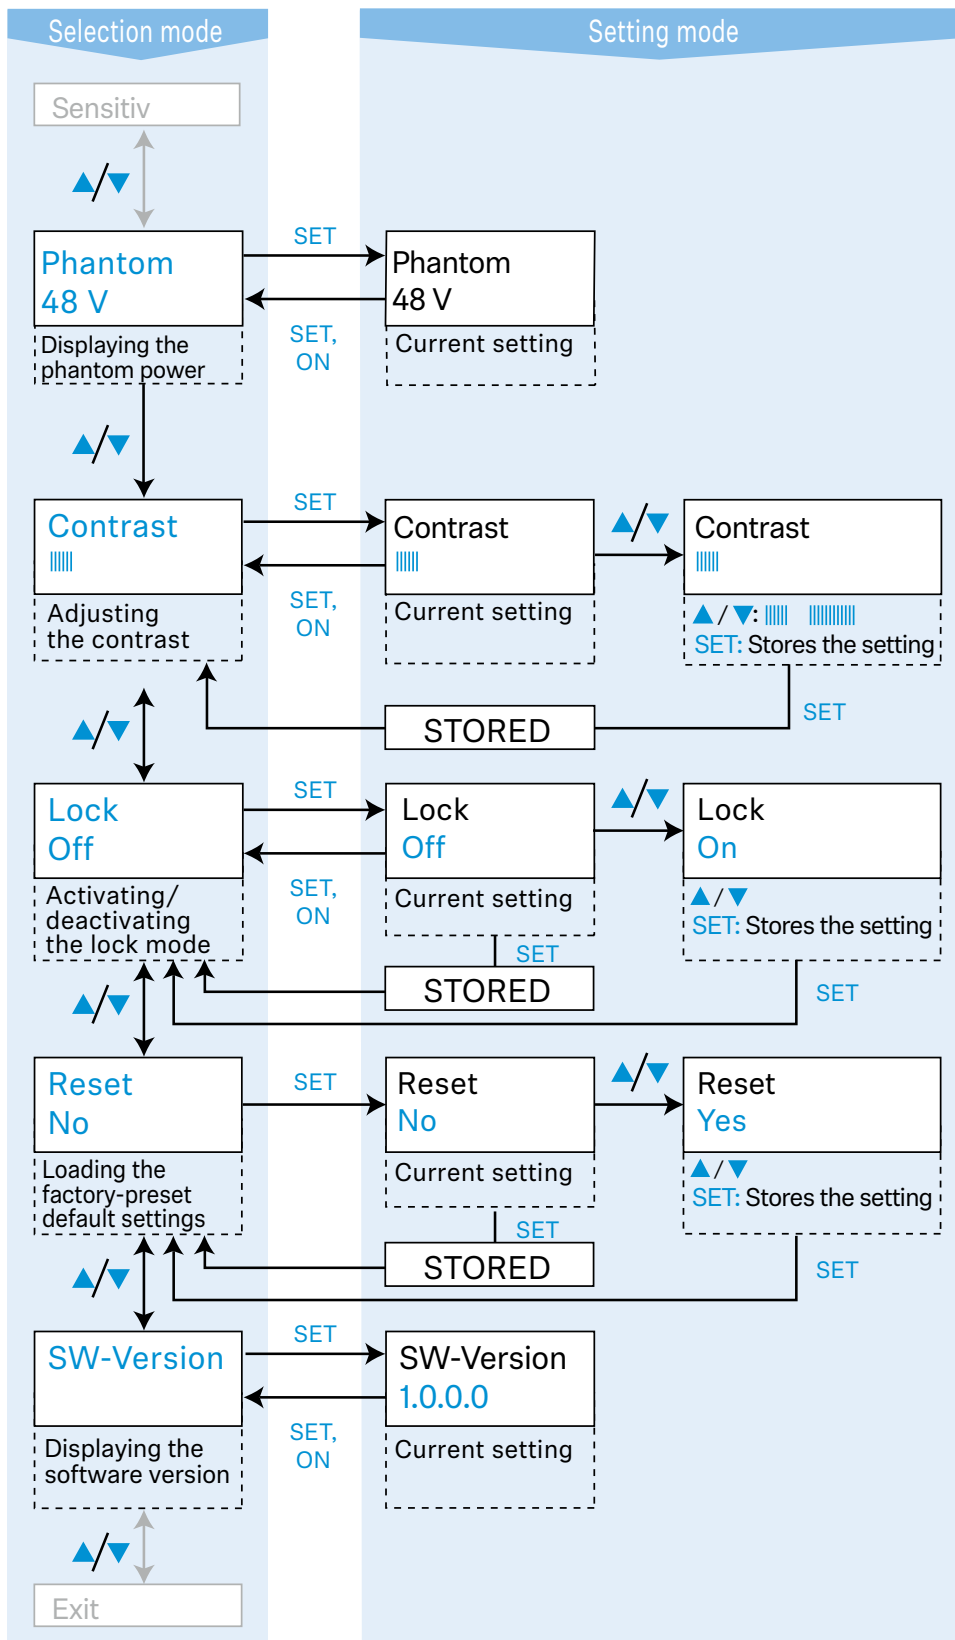 Selection mode
Setting mode
Sensitiv
▲/▼
Phantom
48 V
Displaying the
phantom power
SET
SET,
ON
Phantom
48 V
Current setting
▲/▼
Contrast
Adjusting
the contrast
SET
SET,
ON
Contrast
Current setting
▲/▼
Contrast
▲ / ▼:
SET: Stores the setting
SET
STORED
▲/▼
Lock
Off
Activating/
deactivating
the lock mode
SET
SET,
ON
Lock
Off
Current setting
SET
STORED
▲/▼
Lock
On
▲ / ▼
SET: Stores the setting
SET
▲/▼
Reset
No
Loading the
factory-preset
default settings
SET
Reset
No
Current setting
SET
STORED
▲/▼
Reset
Yes
▲ / ▼
SET: Stores the setting
SET
▲/▼
SW-Version
Displaying the
software version
SET
SET,
ON
SW-Version
1.0.0.0
Current setting
▲/▼
Exit